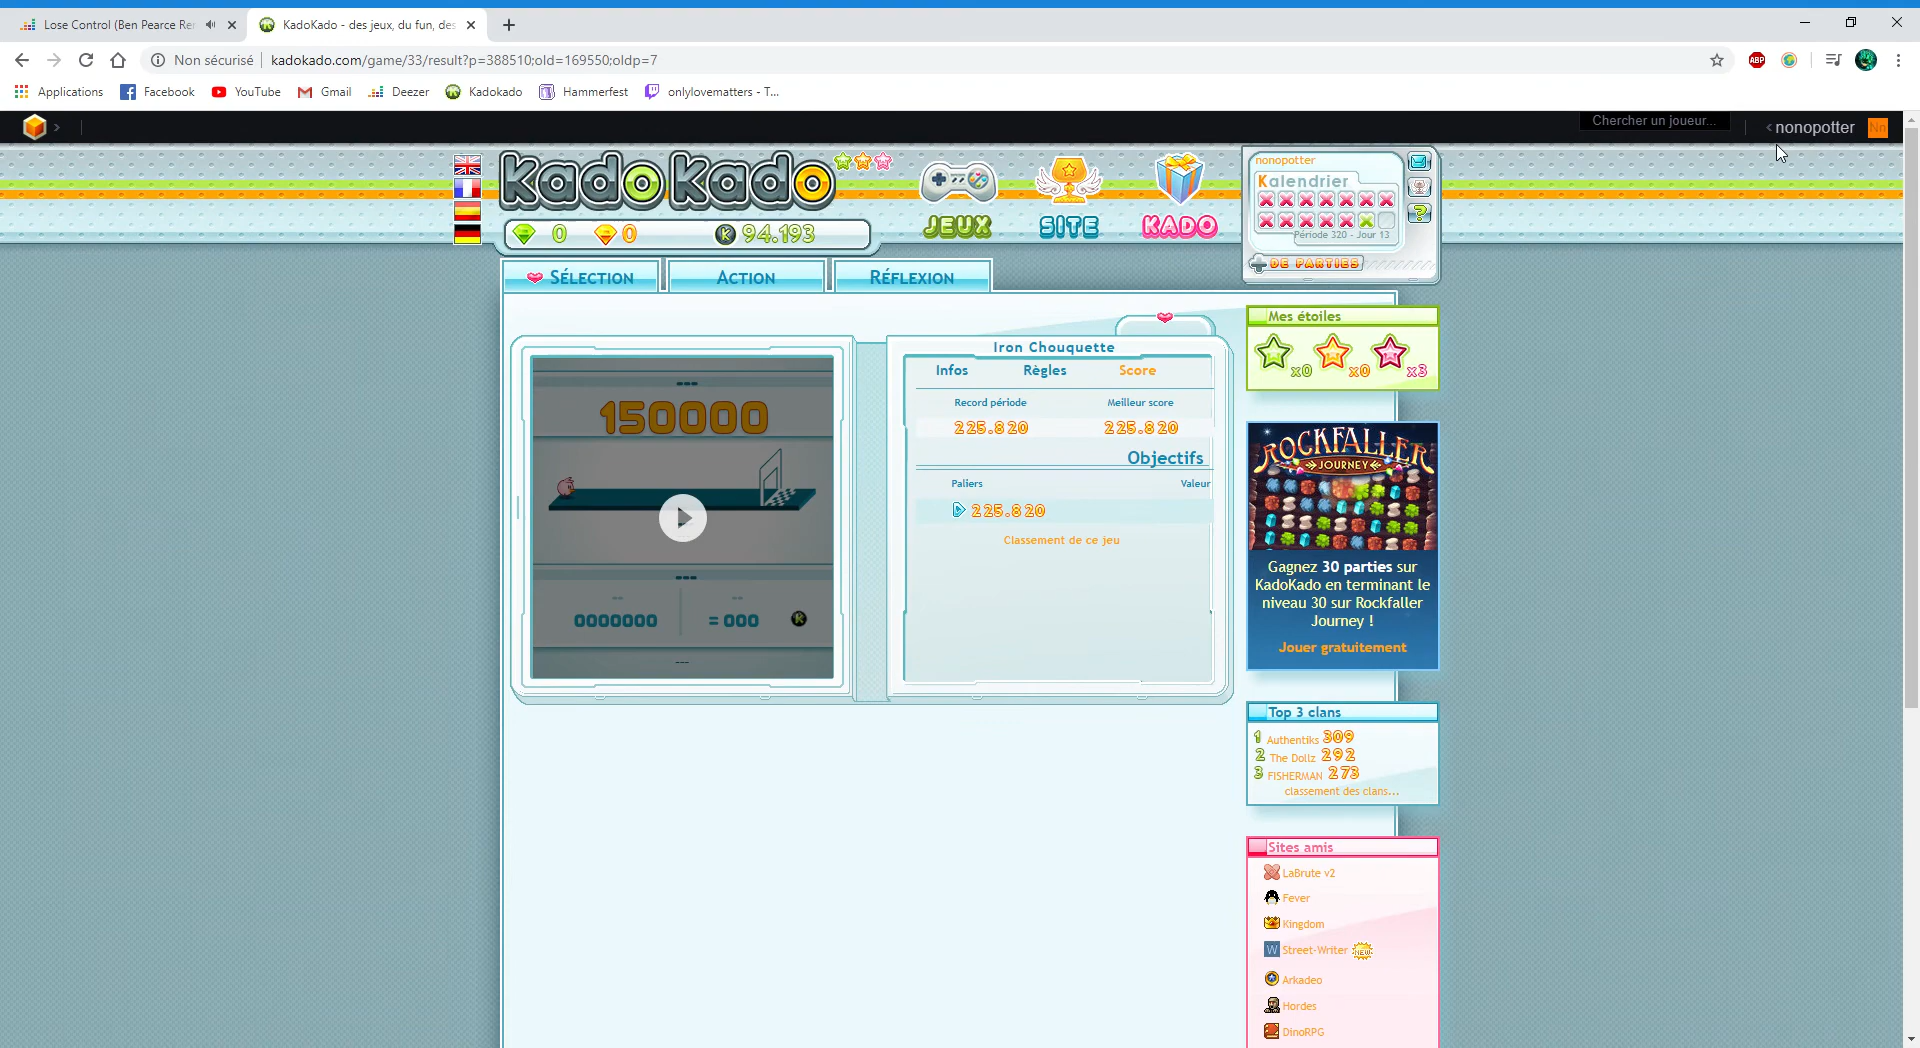 Lose Control (Ben Pearce Re
KadoKado - des jeux, du fun, des
Non sécurisé kadokado.com/game/33/result?p=388510;old=169550;oldp=7
ABP
Applications Facebook YouTube Gmail Deezer Kadokado Hammerfest onlylovematters - T...
Chercher un joueur...
nonopotter
No
KadoKado
0 0 94.193
JEUX SITE KADO
nonopotter
Kalendrier
Période 320 - Jour 13
DE PARTIES
Sélection Action Réflexion
150000
0000000 = 000
Iron Chouquette
Infos Règles Score
Record période Meilleur score
225.820 225.820
Objectifs
Paliers Valeur
225.820
Classement de ce jeu
Mes étoiles
x0 x0 x3
ROCKFALLER
JOURNEY
Gagnez 30 parties sur
KadoKado en terminant le
niveau 30 sur Rockfaller
Journey !
Jouer gratuitement
Top 3 clans
1 Authentiks 309
2 The Dollz 292
3 FISHERMAN 273
classement des clans...
Sites amis
LaBrute v2
Fever
Kingdom
Street-Writer NEW
Arkadeo
Hordes
DinoRPG